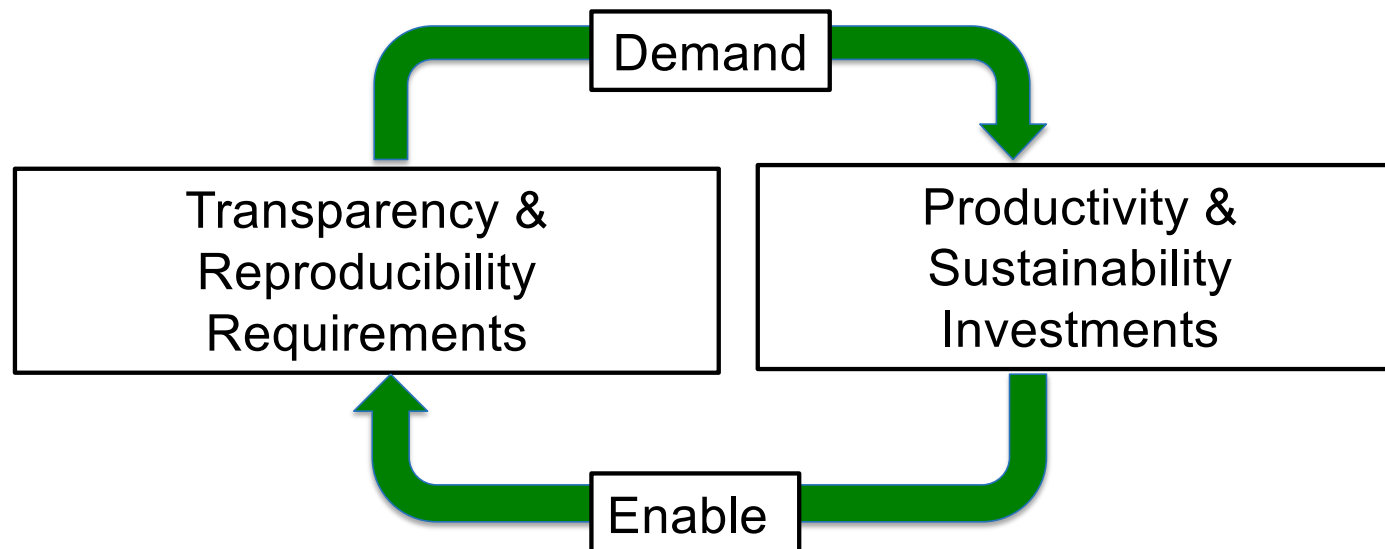 Demand
Transparency &
Reproducibility
Requirements
Productivity &
Sustainability
Investments
Enable